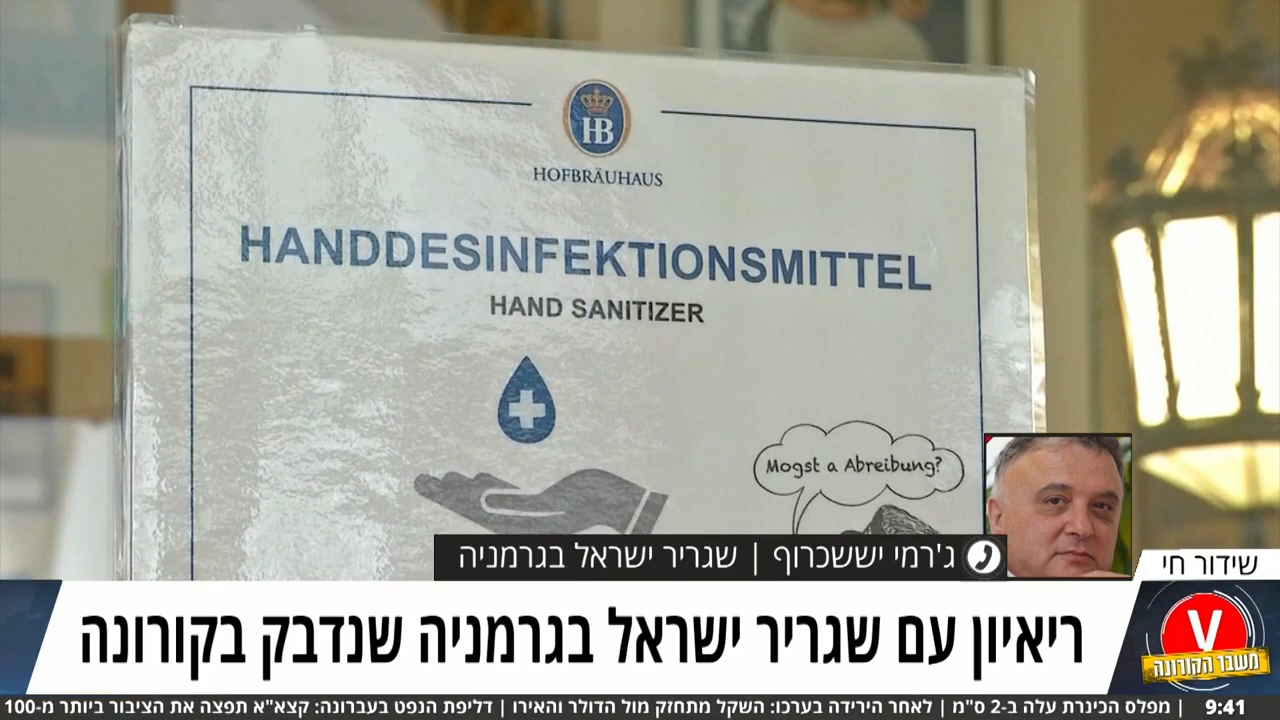 HB
HOFBRÄUHAUS
HANDDESINFEKTIONSMITTEL
HAND SANITIZER
Mogst a Abreibung?
ג'רמי יששכרוף | שגריר ישראל בגרמניה
שידור חי
ריאיון עם שגריר ישראל בגרמניה שנדבק בקורונה
V
משבר הקורונה
9:41 | מפלס הכינרת עלה ב-2 ס"מ | לאחר הירידה בערכו: השקל מתחזק מול הדולר והאירו | דליפת הנפט בעברונה: קצא"א תפצה את הציבור ביותר מ-100